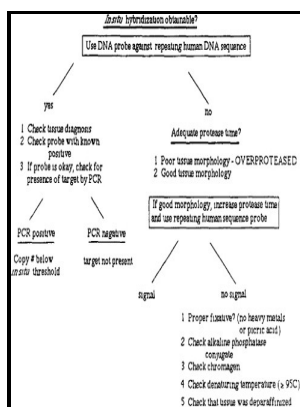 In situ hybridization obtainable?
Use DNA probe against repeating human DNA sequence
yes
1 Check tissue diagnosis
2 Check probe with known
positive
3 If probe is okay, check for
presence of target by PCR
PCR positive
PCR negative
Copy # below
in situ threshold
target not present
no
Adequate protease time?
1 Poor tissue morphology - OVERPROTEASED
2 Good tissue morphology
If good morphology, increase protease time
and use repeating human sequence probe
signal
no signal
1 Proper fixative? (no heavy metals
or picric acid)
2 Check alkaline phosphatase
conjugate
3 Check chromagen
4 Check denaturing temperature (≥ 95C)
5 Check that tissue was deparaffinized